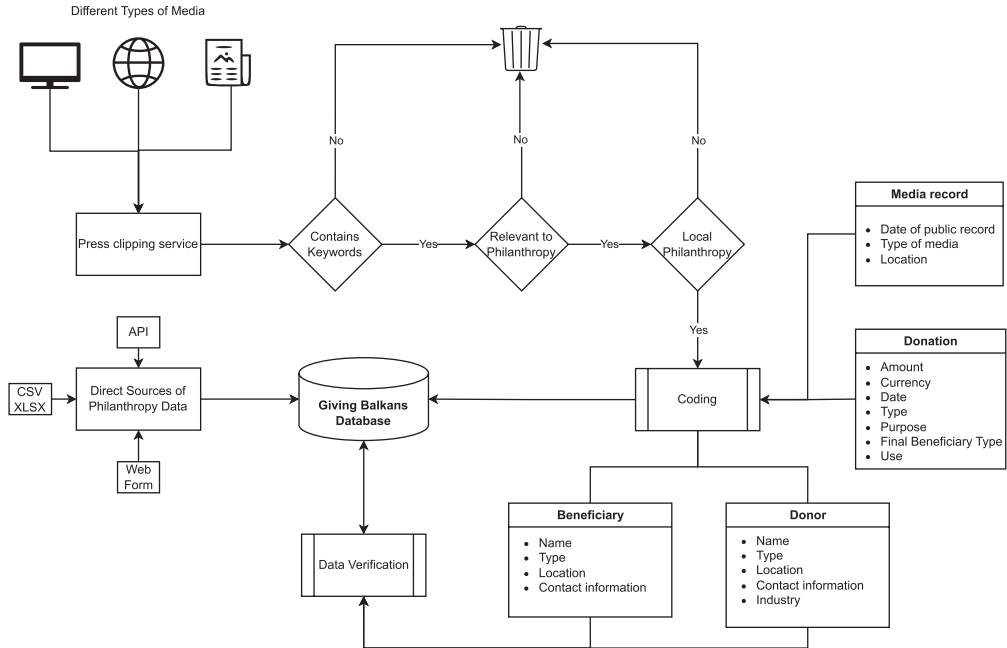 Different Types of Media
No
No
No
Press clipping service
Contains
Keywords
Yes
Relevant to
Philanthropy
Yes
Local
Philanthropy
Media record
Date of public record
Type of media
Location
Yes
API
CSV
XLSX
Direct Sources of
Philanthropy Data
Web
Form
Giving Balkans
Database
Coding
Donation
Amount
Currency
Date
Type
Purpose
Final Beneficiary Type
Use
Data Verification
Beneficiary
Name
Type
Location
Contact information
Donor
Name
Type
Location
Contact information
Industry